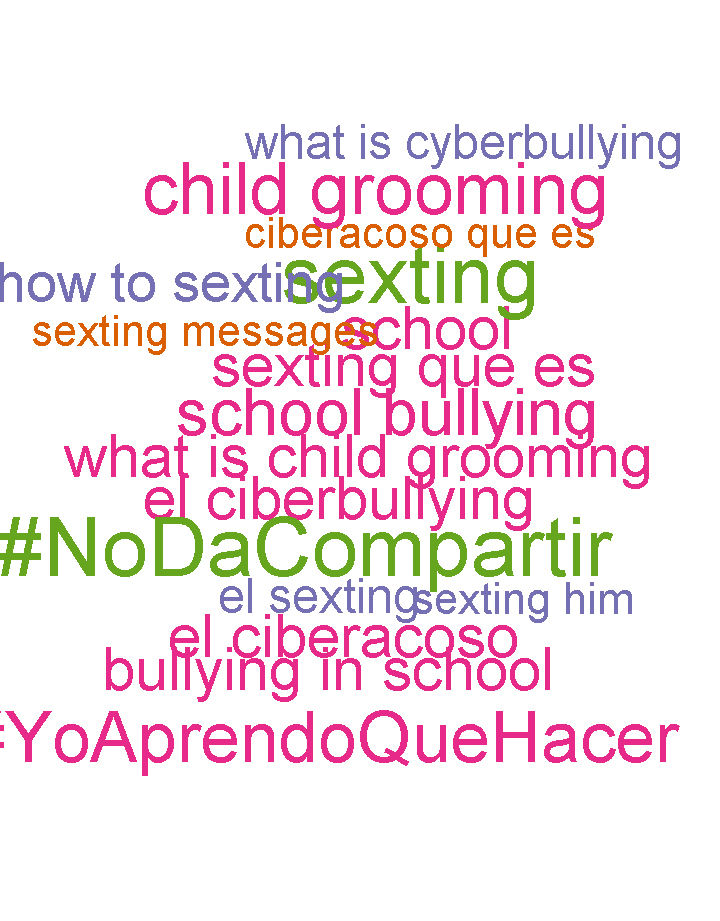 what is cyberbullying
child grooming
ciberacoso que es
how to sexting
sexting
sexting messages
school
sexting que es
school bullying
what is child grooming
el ciberbullying
#NoDaCompartir
el sexting
sexting him
el ciberacoso
bullying in school
#YoAprendoQueHacer